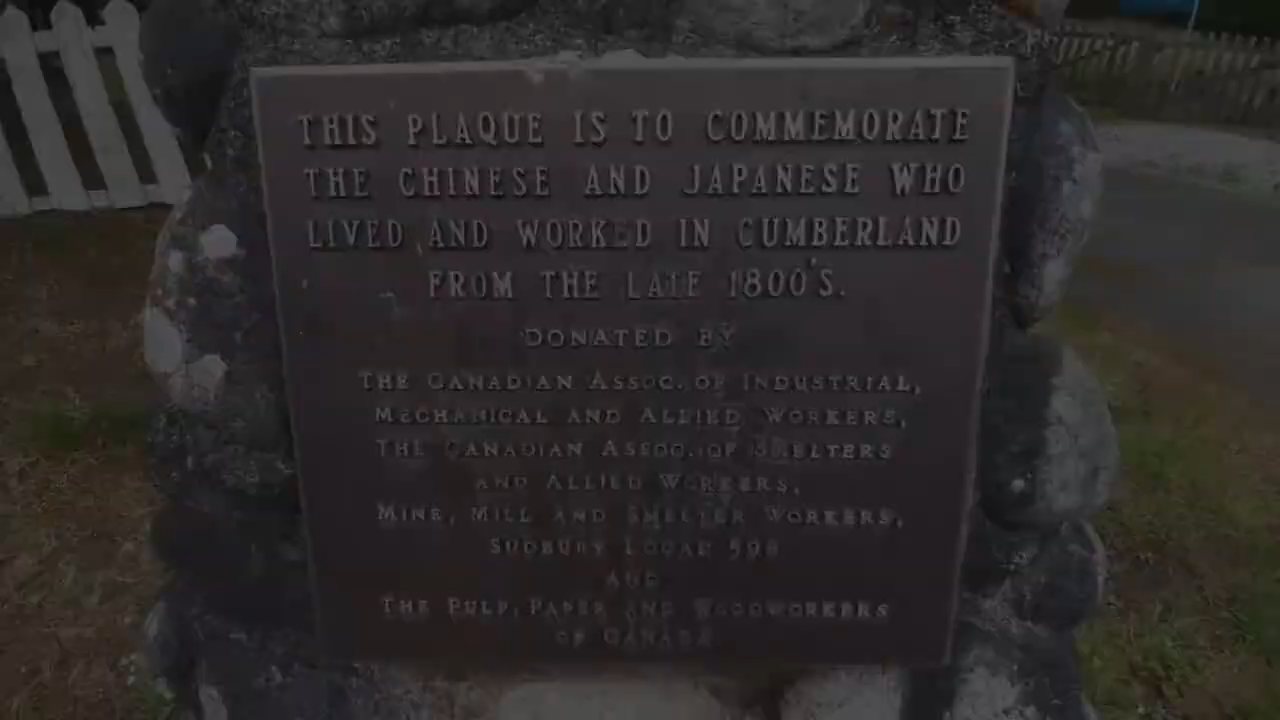 THIS PLAQUE IS TO COMMEMORATE
THE CHINESE AND JAPANESE WHO
LIVED AND WORKED IN CUMBERLAND
FROM THE LATE 1800'S.
DONATED BY
THE CANADIAN ASSOC. OF INDUSTRIAL,
MECHANICAL AND ALLIED WORKERS,
THE CANADIAN ASSOC. OF SMELTERS
AND ALLIED WORKERS,
MINE, MILL AND SMELTER WORKERS,
SUDBURY LOCAL 598
AND
THE PULP, PAPER AND WOODWORKERS
OF CANADA